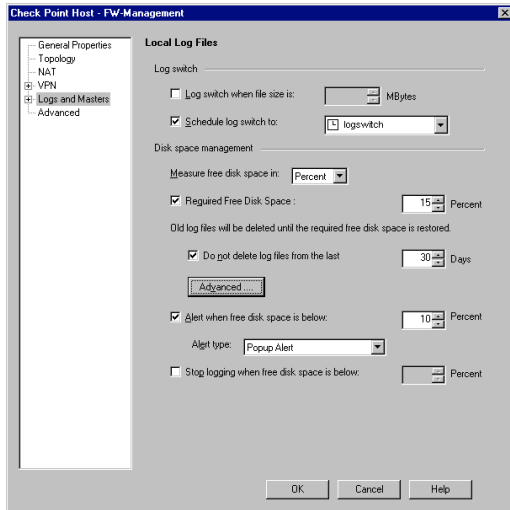 Check Point Host - FW-Management
General Properties
Topology
NAT
VPN
Logs and Masters
Advanced
Local Log Files
Log switch
Log switch when file size is: MBytes
Schedule log switch to: logswitch
Disk space management
Measure free disk space in: Percent
Required Free Disk Space : 15 Percent
Old log files will be deleted until the required free disk space is restored.
Do not delete log files from the last 30 Days
Advanced ....
Alert when free disk space is below: 10 Percent
Alert type: Popup Alert
Stop logging when free disk space is below: Percent
OK Cancel Help